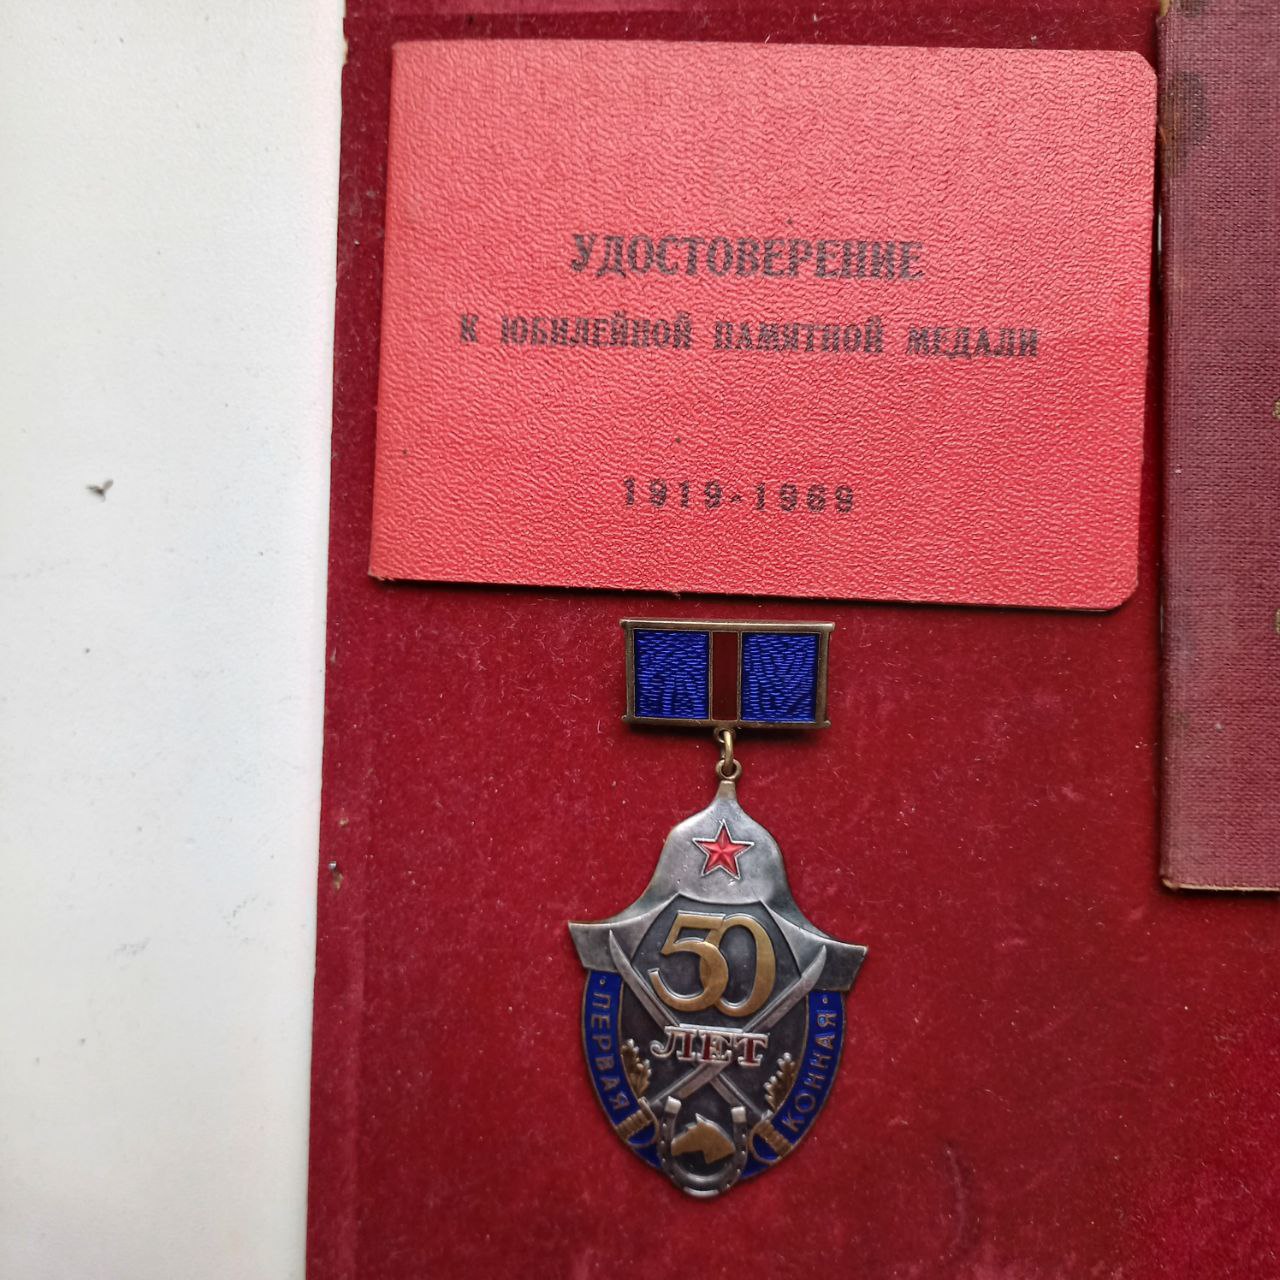 УДОСТОВЕРЕНИЕ
К ЮБИЛЕЙНОЙ ПАМЯТНОЙ МЕДАЛИ
1919-1969
50
ЛЕТ
· ПЕРВАЯ
КОННАЯ ·